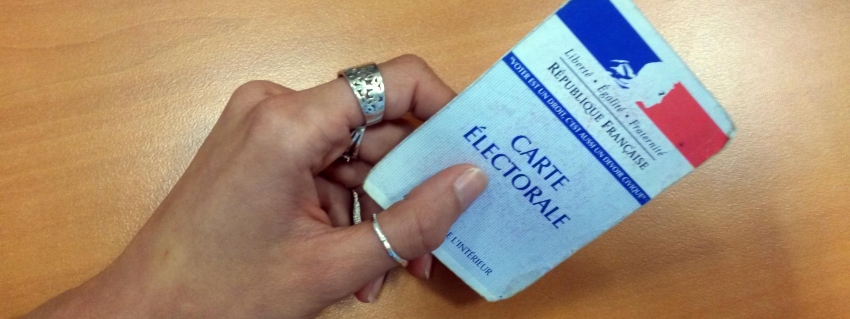 Liberté • Égalité • Fraternité
RÉPUBLIQUE FRANÇAISE
"VOTER EST UN DROIT, C'EST AUSSI UN DEVOIR CIVIQUE"
CARTE
ÉLECTORALE
L'INTÉRIEUR